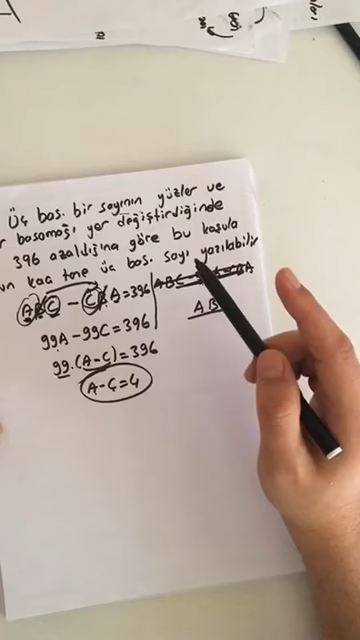 Üç bas. bir sayının yüzler ve
basamağı yer değiştirdiğinde
396 azaldığına göre bu koşula
kaç tane üç bas. sayı yazılabilir
ABC - CBA = 396
AB
99A - 99C = 396
99.(A-C) = 396
A-C=4